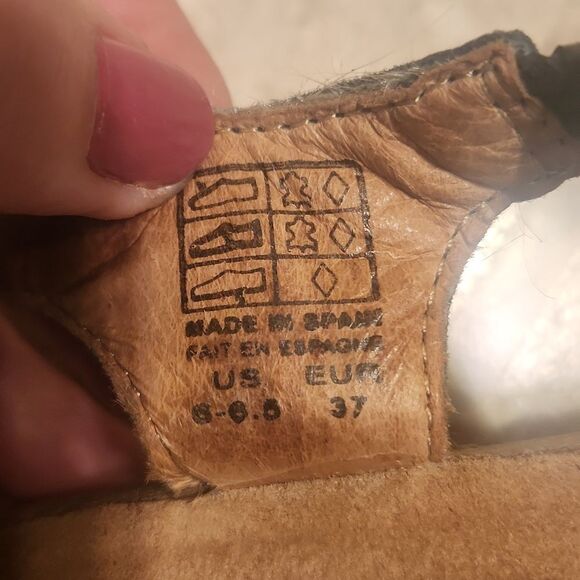 MADE IN SPAIN
FAIT EN ESPAGNE
US EUR
6-6.5 37